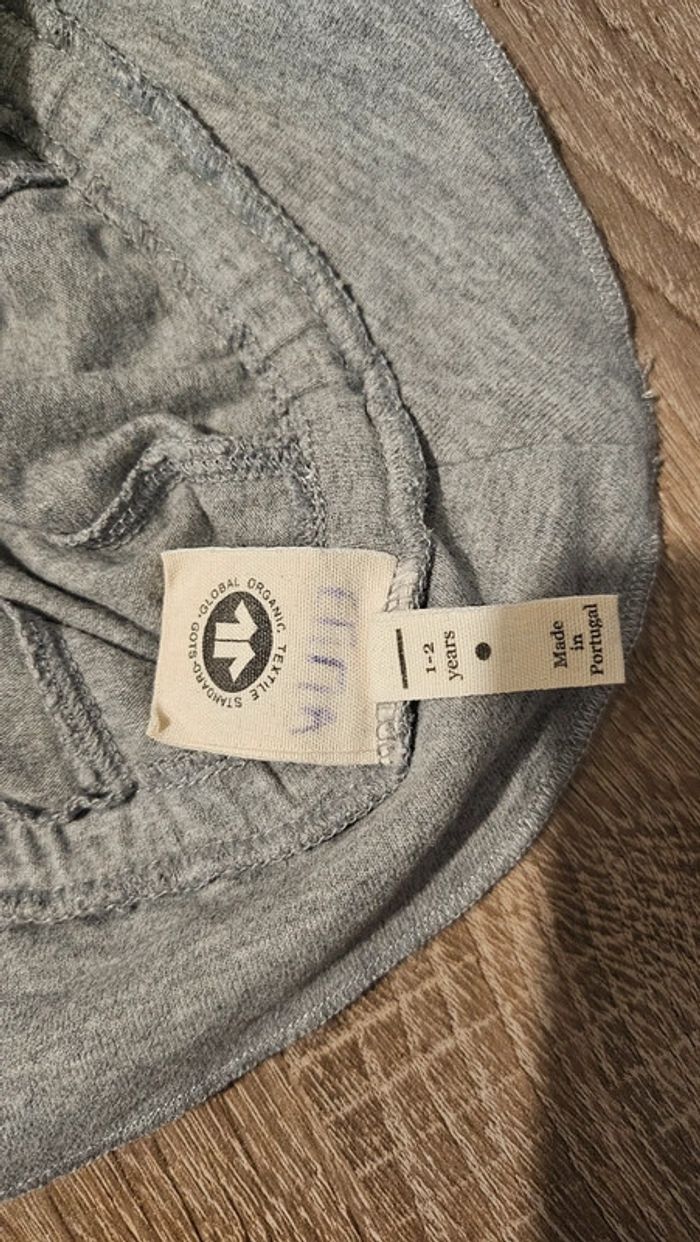 GLOBAL ORGANIC TEXTILE STANDARD · GOTS ·
1-2
years
Made
in
Portugal